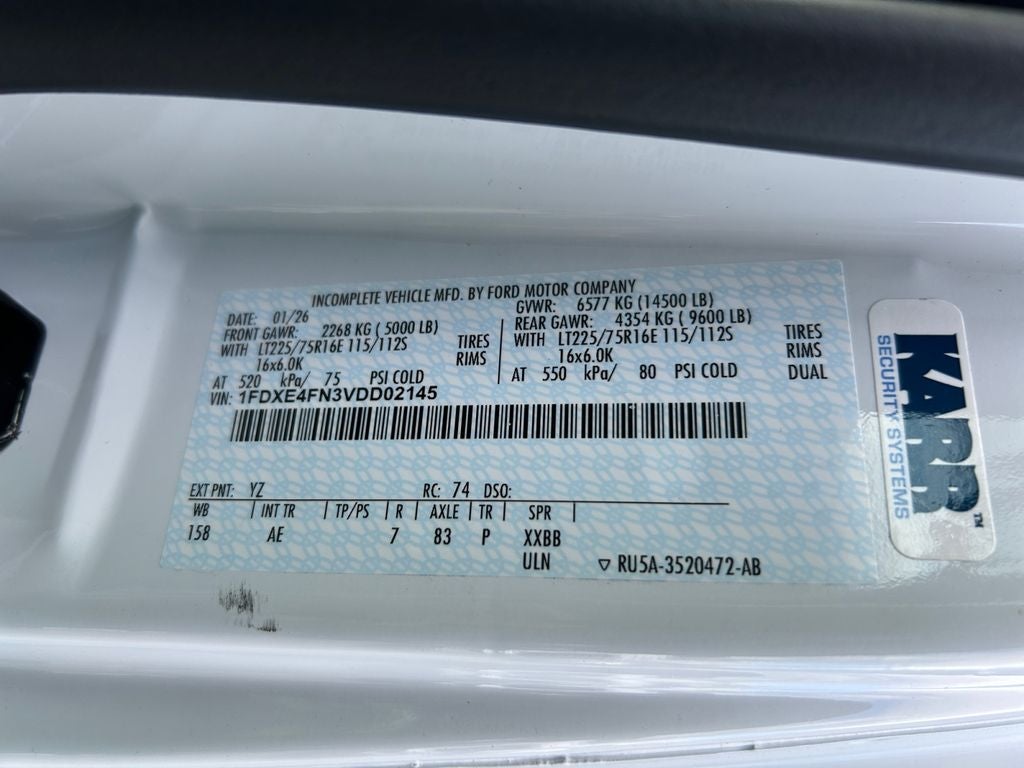 INCOMPLETE VEHICLE MFD. BY FORD MOTOR COMPANY
DATE: 01/26 GVWR: 6577 KG (14500 LB)
FRONT GAWR: 2268 KG ( 5000 LB) REAR GAWR: 4354 KG ( 9600 LB)
WITH LT225/75R16E 115/112S TIRES WITH LT225/75R16E 115/112S TIRES
16x6.0K RIMS 16x6.0K RIMS
AT 520 kPa/ 75 PSI COLD AT 550 kPa/ 80 PSI COLD DUAL
VIN: 1FDXE4FN3VDD02145
EXT PNT: YZ RC: 74 DSO:
WB | INT TR | TP/PS | R | AXLE | TR | SPR |
158 AE 7 83 P XXBB
ULN ▽ RU5A-3520472-AB
KARR™
SECURITY SYSTEMS